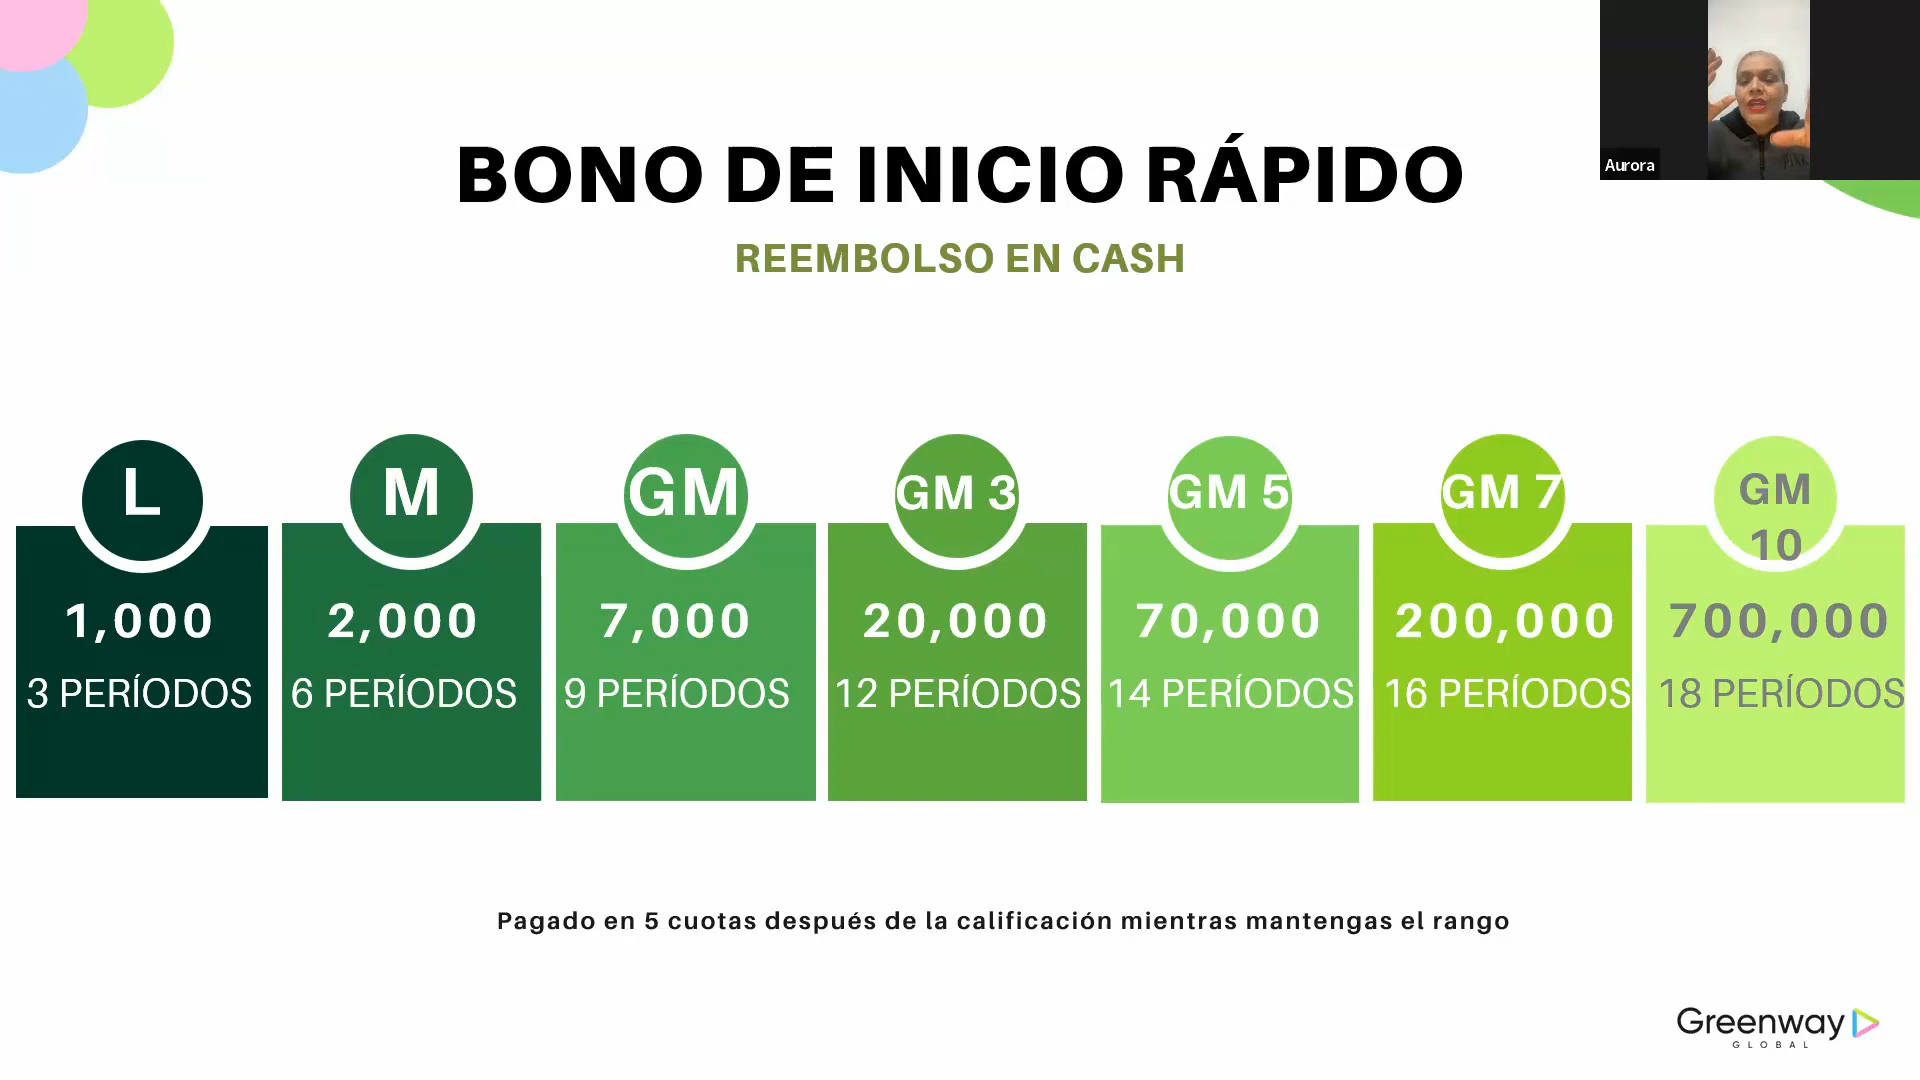 Aurora
BONO DE INICIO RÁPIDO
REEMBOLSO EN CASH
L
M
GM
GM 3
GM 5
GM 7
GM
10
1,000
2,000
7,000
20,000
70,000
200,000
700,000
3 PERÍODOS
6 PERÍODOS
9 PERÍODOS
12 PERÍODOS
14 PERÍODOS
16 PERÍODOS
18 PERÍODOS
Pagado en 5 cuotas después de la calificación mientras mantengas el rango
Greenway
GLOBAL